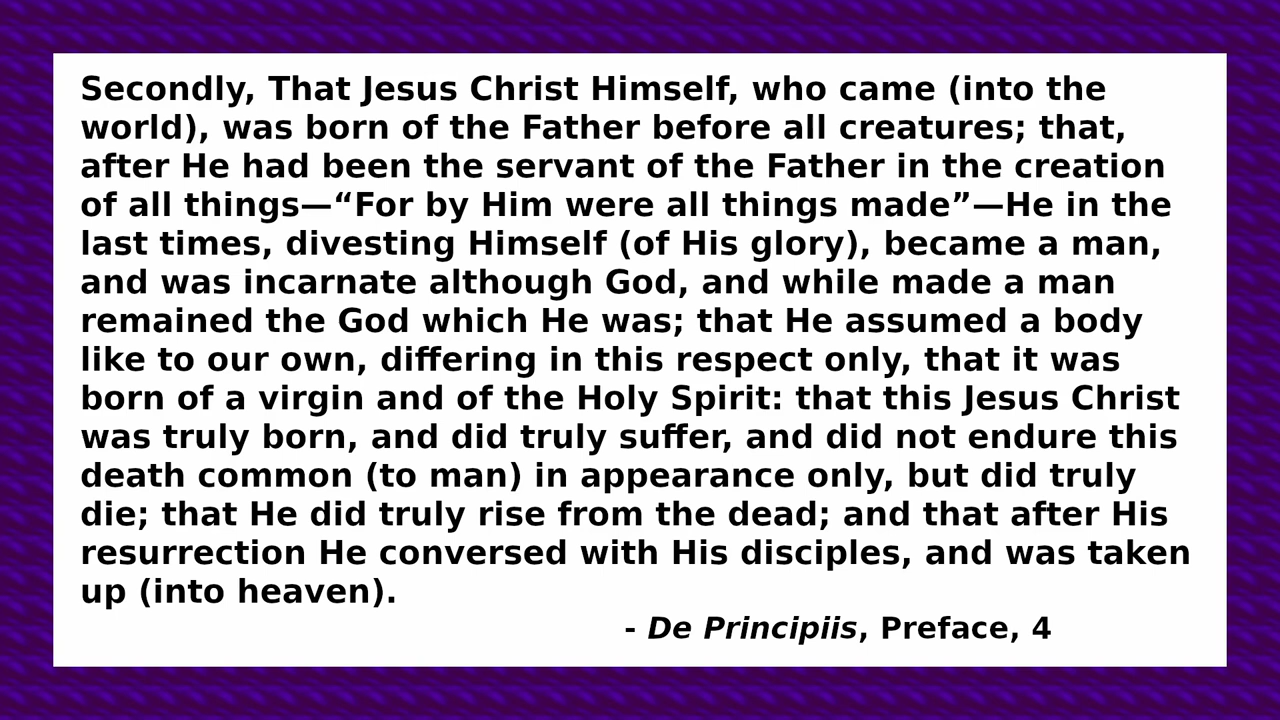 Secondly, That Jesus Christ Himself, who came (into the
world), was born of the Father before all creatures; that,
after He had been the servant of the Father in the creation
of all things—“For by Him were all things made”—He in the
last times, divesting Himself (of His glory), became a man,
and was incarnate although God, and while made a man
remained the God which He was; that He assumed a body
like to our own, differing in this respect only, that it was
born of a virgin and of the Holy Spirit: that this Jesus Christ
was truly born, and did truly suffer, and did not endure this
death common (to man) in appearance only, but did truly
die; that He did truly rise from the dead; and that after His
resurrection He conversed with His disciples, and was taken
up (into heaven).
- De Principiis, Preface, 4